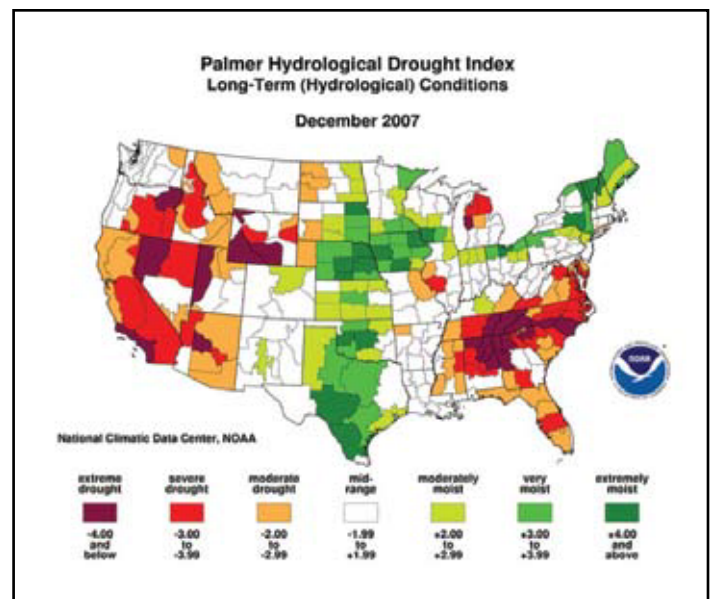 Palmer Hydrological Drought Index
Long-Term (Hydrological) Conditions
December 2007
NOAA
National Climatic Data Center, NOAA
extreme drought
severe drought
moderate drought
mid-range
moderately moist
very moist
extremely moist
-4.00 and below
-3.00 to -3.99
-2.00 to -2.99
-1.99 to +1.99
+2.00 to +2.99
+3.00 to +3.99
+4.00 and above